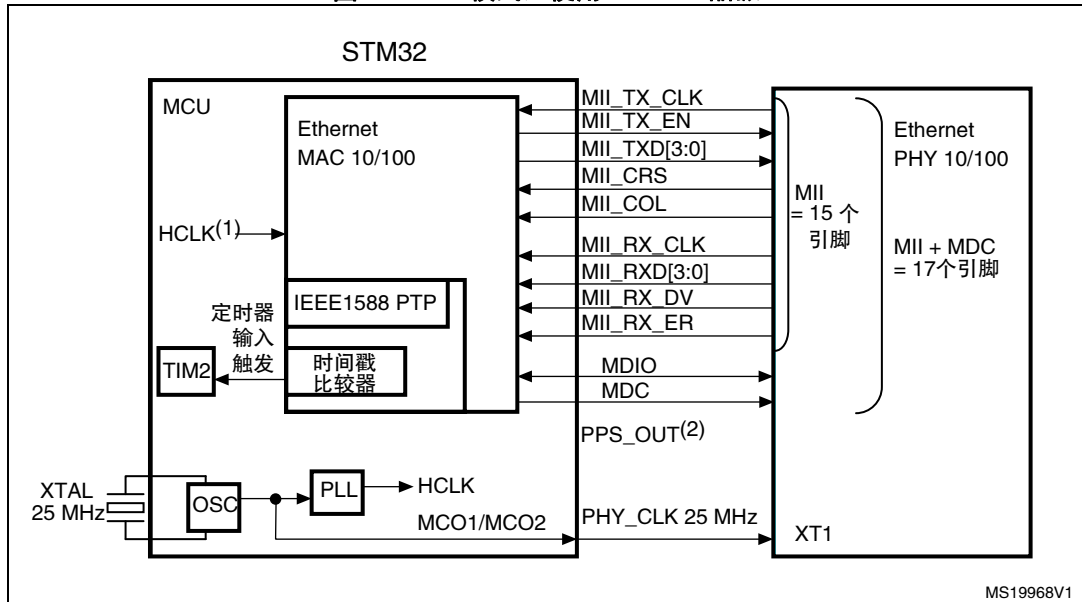 STM32
MCU
Ethernet
MAC 10/100
HCLK(1)
IEEE1588 PTP
定时器
输入
触发
时间戳
比较器
TIM2
XTAL
25 MHz
OSC
PLL
HCLK
MCO1/MCO2
MII_TX_CLK
MII_TX_EN
MII_TXD[3:0]
MII_CRS
MII_COL
MII_RX_CLK
MII_RXD[3:0]
MII_RX_DV
MII_RX_ER
MDIO
MDC
PPS_OUT(2)
PHY_CLK 25 MHz
MII
= 15 个
引脚
Ethernet
PHY 10/100
MII + MDC
= 17个引脚
XT1
MS19968V1